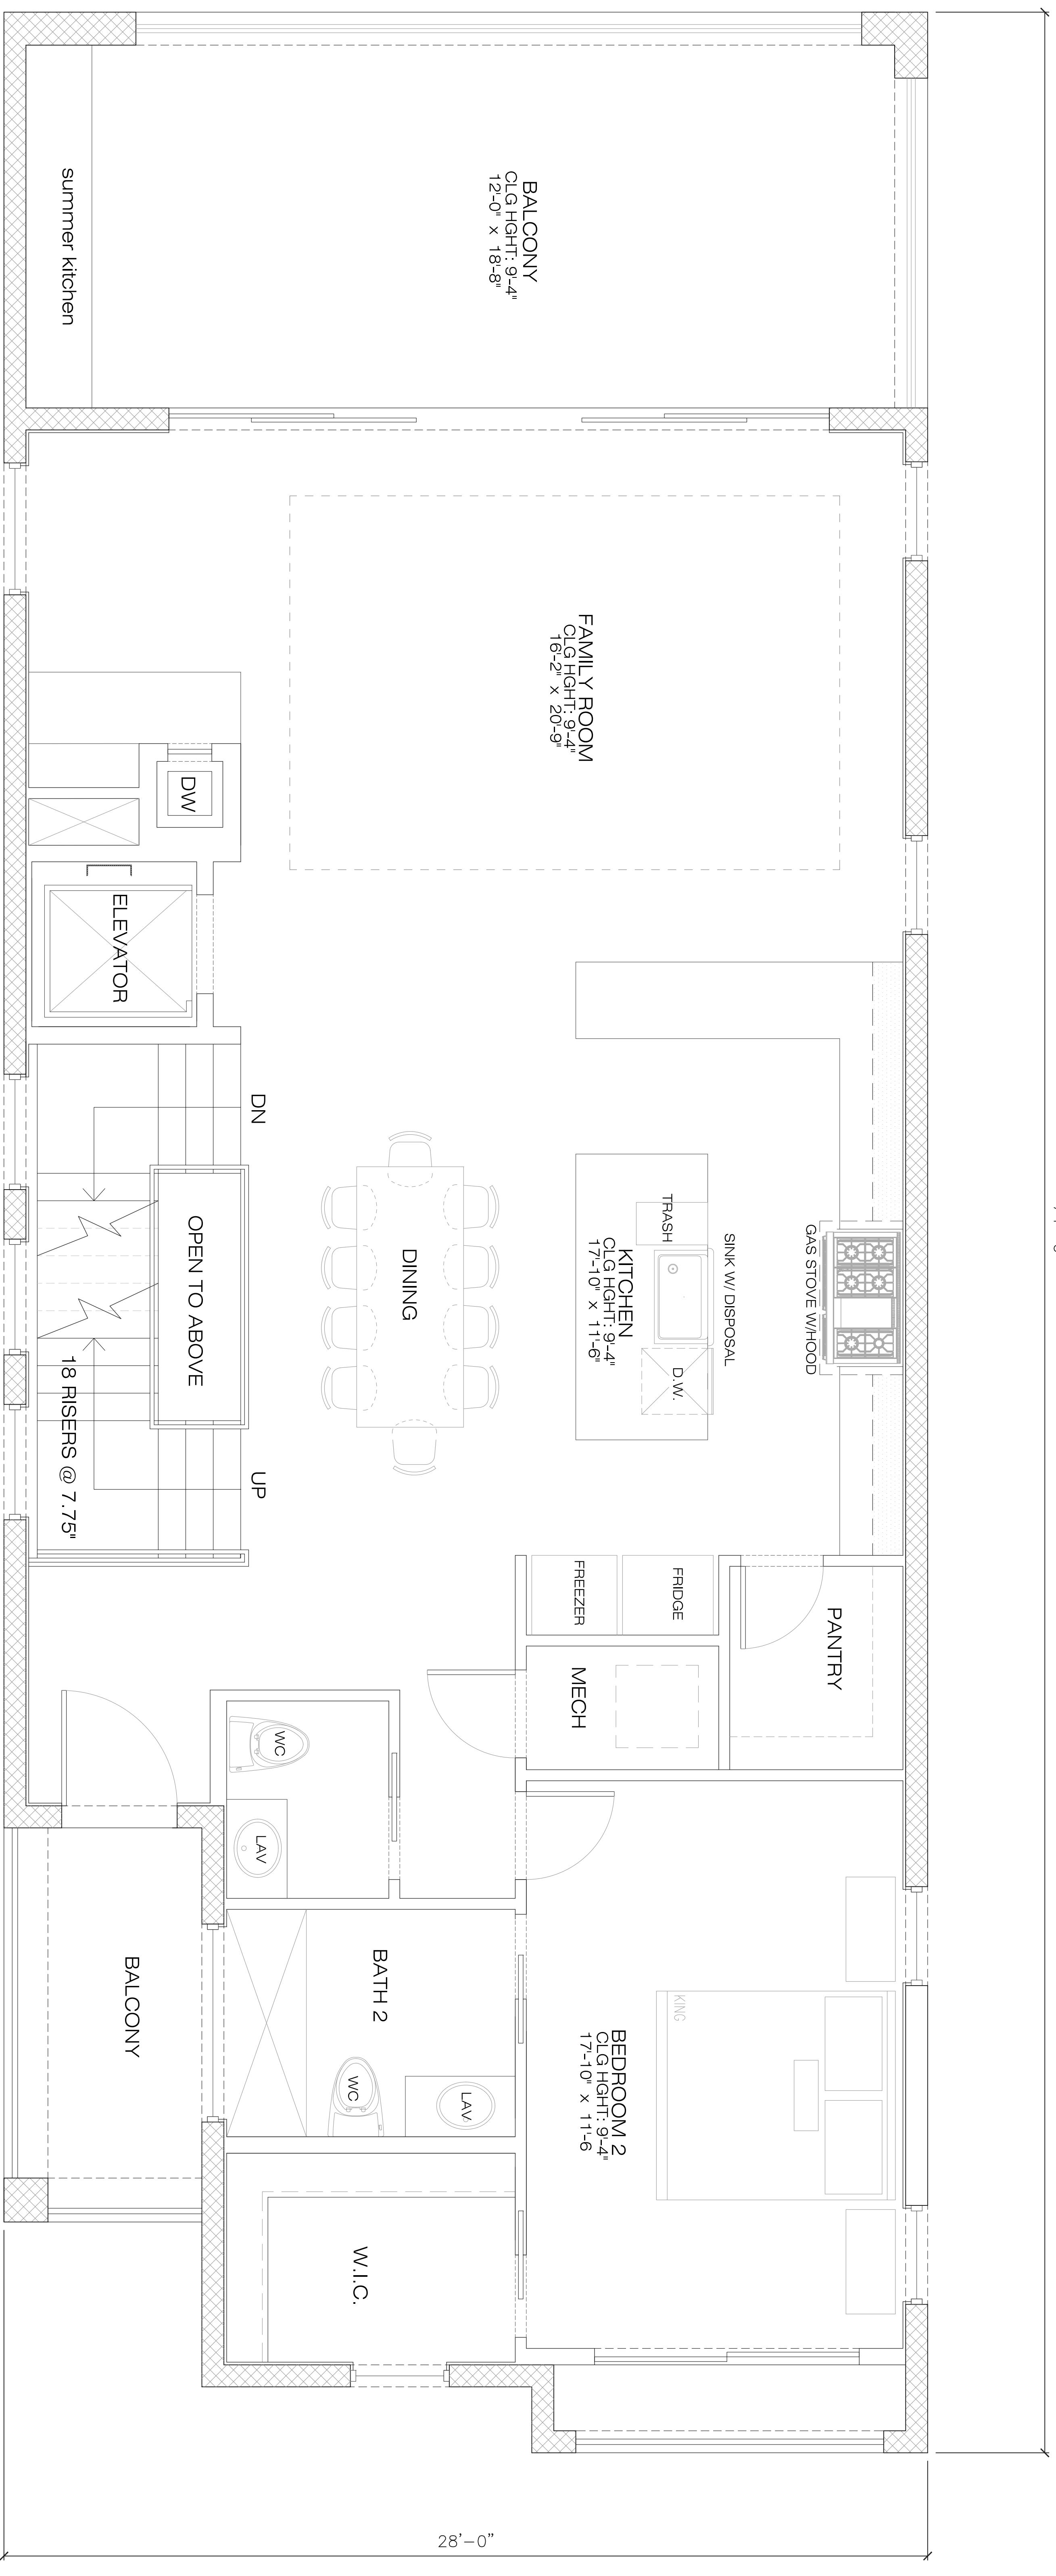 summer kitchen
BALCONY
CLG HGHT: 9'-4"
12'-0" x 18'-8"
FAMILY ROOM
CLG HGHT: 9'-4"
16'-2" x 20'-9"
DW
ELEVATOR
DN
OPEN TO ABOVE
UP
18 RISERS @ 7.75"
DINING
TRASH
KITCHEN
CLG HGHT: 9'-4"
17'-10" x 11'-6"
SINK W/ DISPOSAL
D.W.
GAS STOVE W/HOOD
FREEZER
FRIDGE
PANTRY
MECH
WC
LAV
BALCONY
BATH 2
WC
LAV
KING
BEDROOM 2
CLG HGHT: 9'-4"
17'-10" x 11'-6
W.I.C.
28'-0"